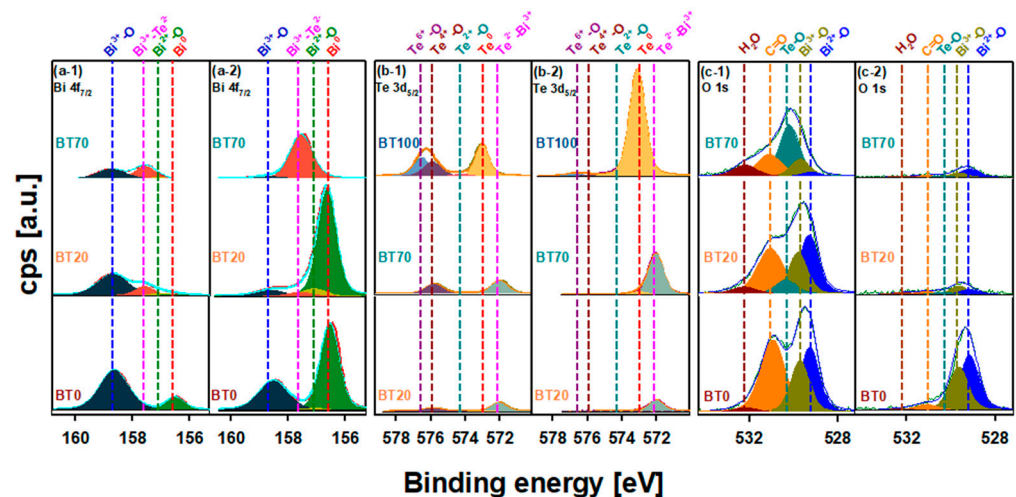 Bi³⁺-O
Bi³⁺-Te²⁻
Bi²⁺-O
Bi⁰
Bi³⁺-O
Bi³⁺-Te²⁻
Bi²⁺-O
Bi⁰
Te⁶⁺-O
Te⁴⁺-O
Te²⁺-O
Te⁰
Te²⁻-Bi³⁺
Te⁶⁺-O
Te⁴⁺-O
Te²⁺-O
Te⁰
Te²⁻-Bi³⁺
H₂O
C=O
Te-O
Bi³⁺-O
Bi²⁺-O
H₂O
C=O
Te-O
Bi³⁺-O
Bi²⁺-O
(a-1)
Bi 4f₇/₂
(a-2)
Bi 4f₇/₂
(b-1)
Te 3d₅/₂
(b-2)
Te 3d₅/₂
(c-1)
O 1s
(c-2)
O 1s
BT70
BT70
BT100
BT100
BT70
BT70
BT20
BT20
BT70
BT70
BT20
BT20
BT0
BT0
BT20
BT20
BT0
BT0
cps [a.u.]
160 158 156 160 158 156 578 576 574 572 578 576 574 572 532 528 532 528
Binding energy [eV]